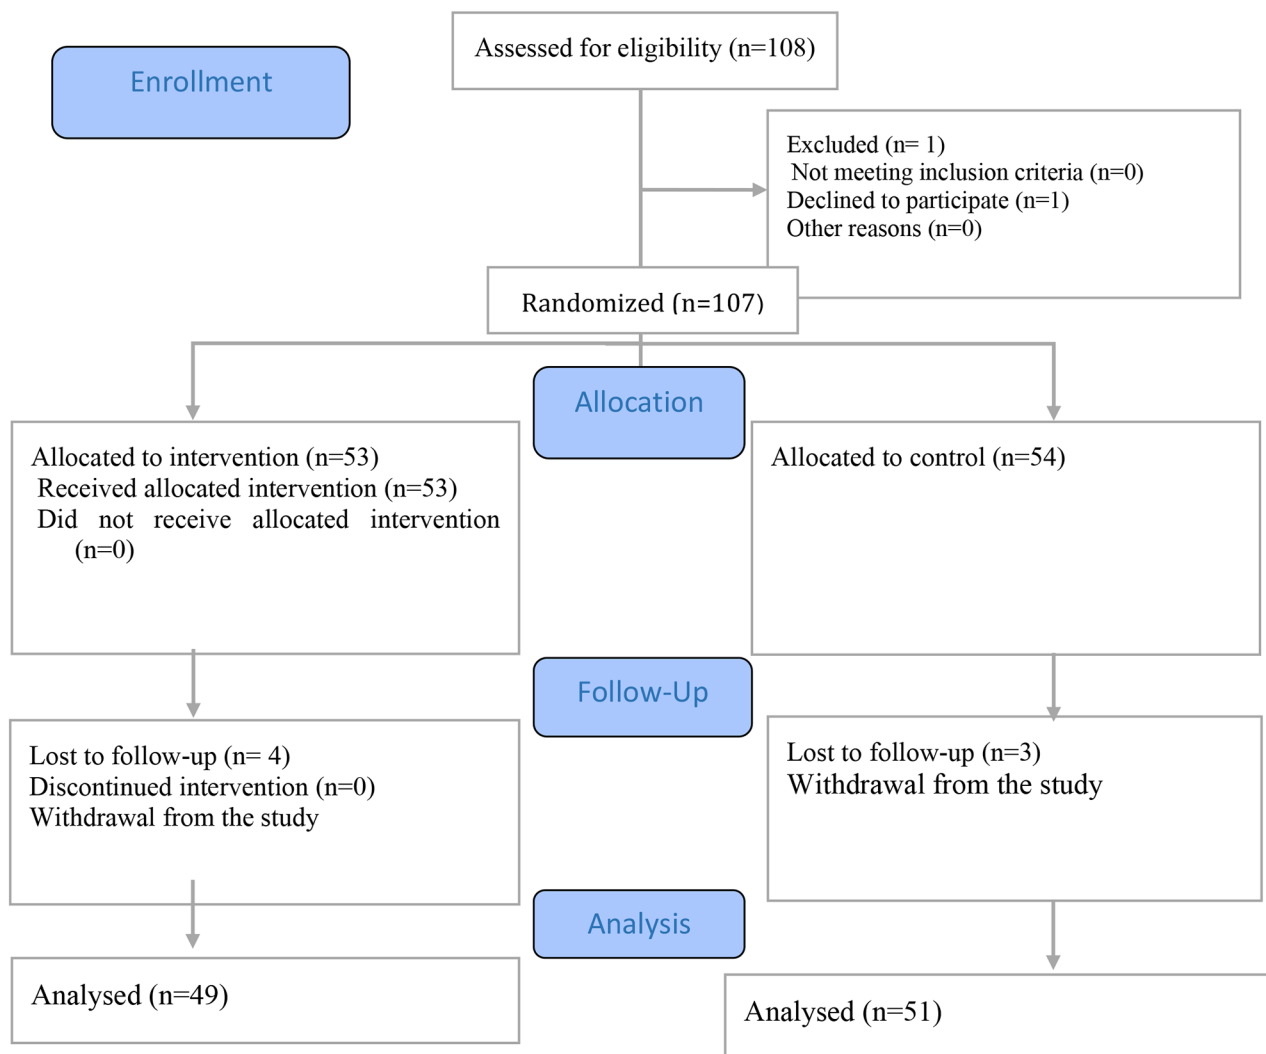 Assessed for eligibility (n=108)
Enrollment
Excluded (n= 1)
Not meeting inclusion criteria (n=0)
Declined to participate (n=1)
Other reasons (n=0)
Randomized (n=107)
Allocation
Allocated to intervention (n=53)
Received allocated intervention (n=53)
Did not receive allocated intervention
(n=0)
Allocated to control (n=54)
Follow-Up
Lost to follow-up (n= 4)
Discontinued intervention (n=0)
Withdrawal from the study
Lost to follow-up (n=3)
Withdrawal from the study
Analysis
Analysed (n=49)
Analysed (n=51)